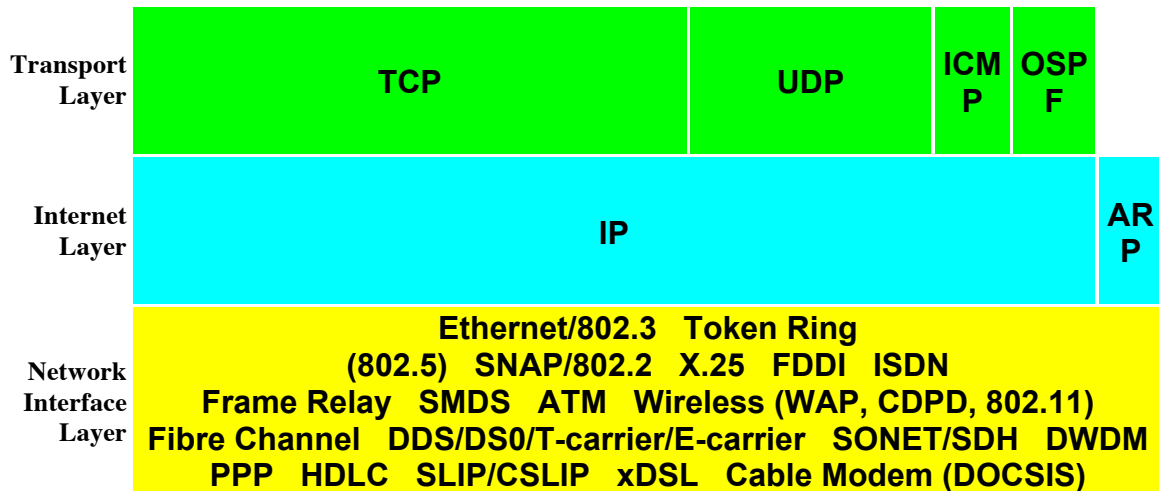 Transport
Layer
TCP
UDP
ICM
P
OSP
F
Internet
Layer
IP
AR
P
Network
Interface
Layer
Ethernet/802.3 Token Ring
(802.5) SNAP/802.2 X.25 FDDI ISDN
Frame Relay SMDS ATM Wireless (WAP, CDPD, 802.11)
Fibre Channel DDS/DS0/T-carrier/E-carrier SONET/SDH DWDM
PPP HDLC SLIP/CSLIP xDSL Cable Modem (DOCSIS)